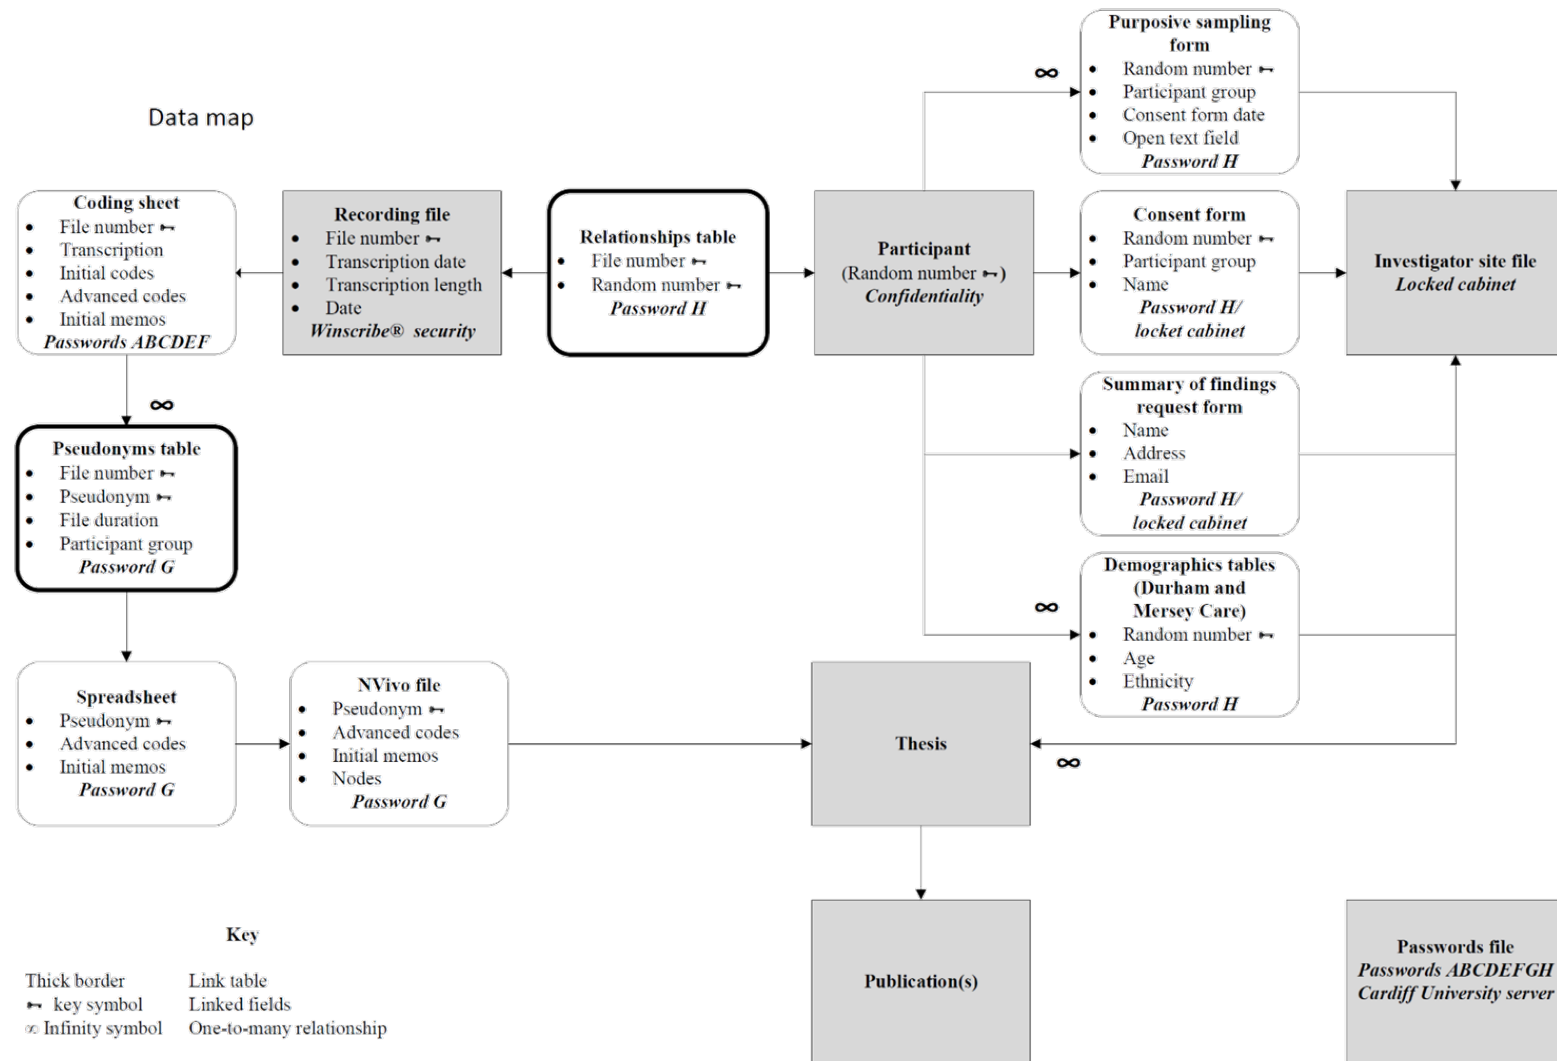 Data map
Coding sheet
• File number 🗝
• Transcription
• Initial codes
• Advanced codes
• Initial memos
Passwords ABCDEF
Recording file
• File number 🗝
• Transcription date
• Transcription length
• Date
Winscribe® security
Relationships table
• File number 🗝
• Random number 🗝
Password H
Participant
(Random number 🗝)
Confidentiality
∞
Purposive sampling
form
• Random number 🗝
• Participant group
• Consent form date
• Open text field
Password H
Consent form
• Random number 🗝
• Participant group
• Name
Password H/
locket cabinet
Investigator site file
Locked cabinet
Summary of findings
request form
• Name
• Address
• Email
Password H/
locked cabinet
∞
Demographics tables
(Durham and
Mersey Care)
• Random number 🗝
• Age
• Ethnicity
Password H
∞
Pseudonyms table
• File number 🗝
• Pseudonym 🗝
• File duration
• Participant group
Password G
Spreadsheet
• Pseudonym 🗝
• Advanced codes
• Initial memos
Password G
NVivo file
• Pseudonym 🗝
• Advanced codes
• Initial memos
• Nodes
Password G
Thesis
∞
Publication(s)
Passwords file
Passwords ABCDEFGH
Cardiff University server
Key
Thick border Link table
🗝 key symbol Linked fields
∞ Infinity symbol One-to-many relationship